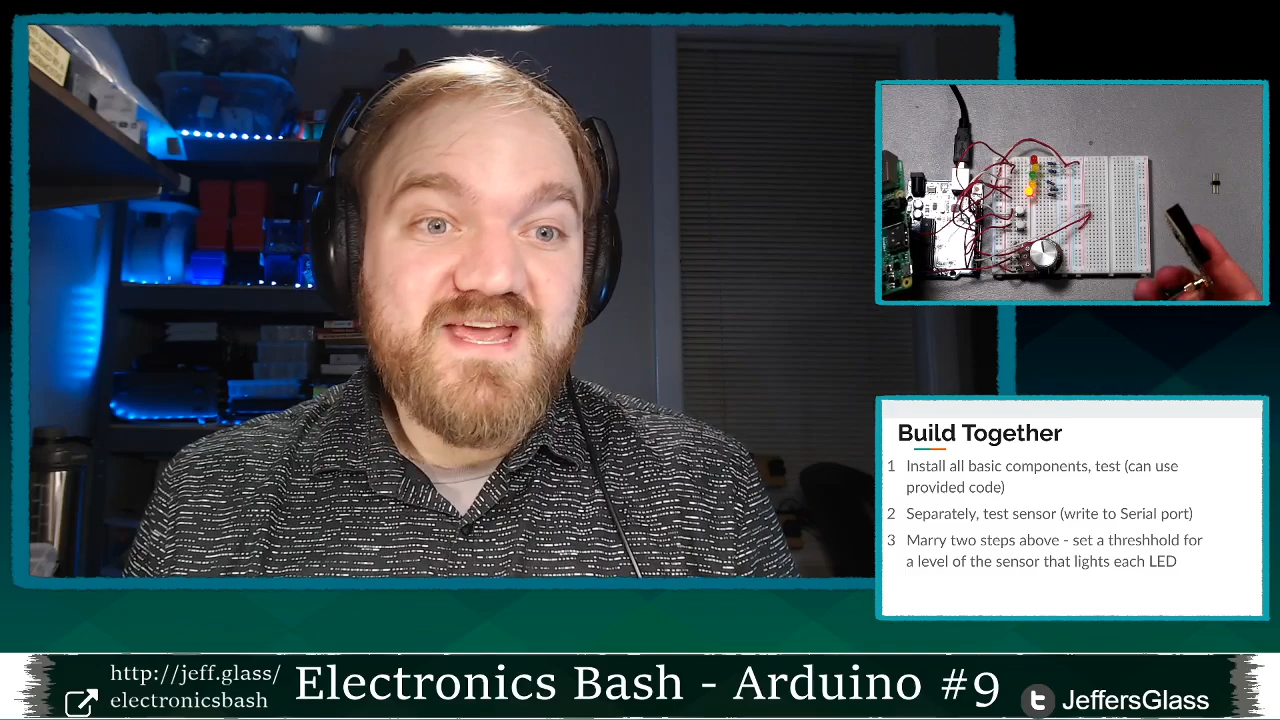 Build Together
1 Install all basic components, test (can use
provided code)
2 Separately, test sensor (write to Serial port)
3 Marry two steps above - set a threshhold for
a level of the sensor that lights each LED
http://jeff.glass/
electronicsbash
Electronics Bash - Arduino #9
JeffersGlass